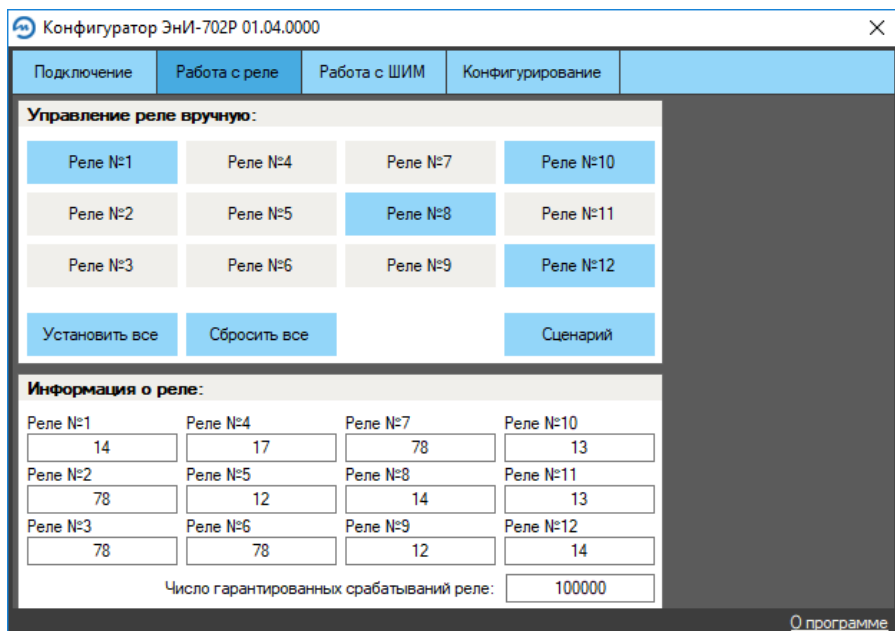 Конфигуратор ЭнИ-702Р 01.04.0000
Подключение Работа с реле Работа с ШИМ Конфигурирование
Управление реле вручную:
Реле №1 Реле №4 Реле №7 Реле №10
Реле №2 Реле №5 Реле №8 Реле №11
Реле №3 Реле №6 Реле №9 Реле №12
Установить все Сбросить все Сценарий
Информация о реле:
Реле №1 Реле №4 Реле №7 Реле №10
14 17 78 13
Реле №2 Реле №5 Реле №8 Реле №11
78 12 14 13
Реле №3 Реле №6 Реле №9 Реле №12
78 78 12 14
Число гарантированных срабатываний реле: 100000
О программе